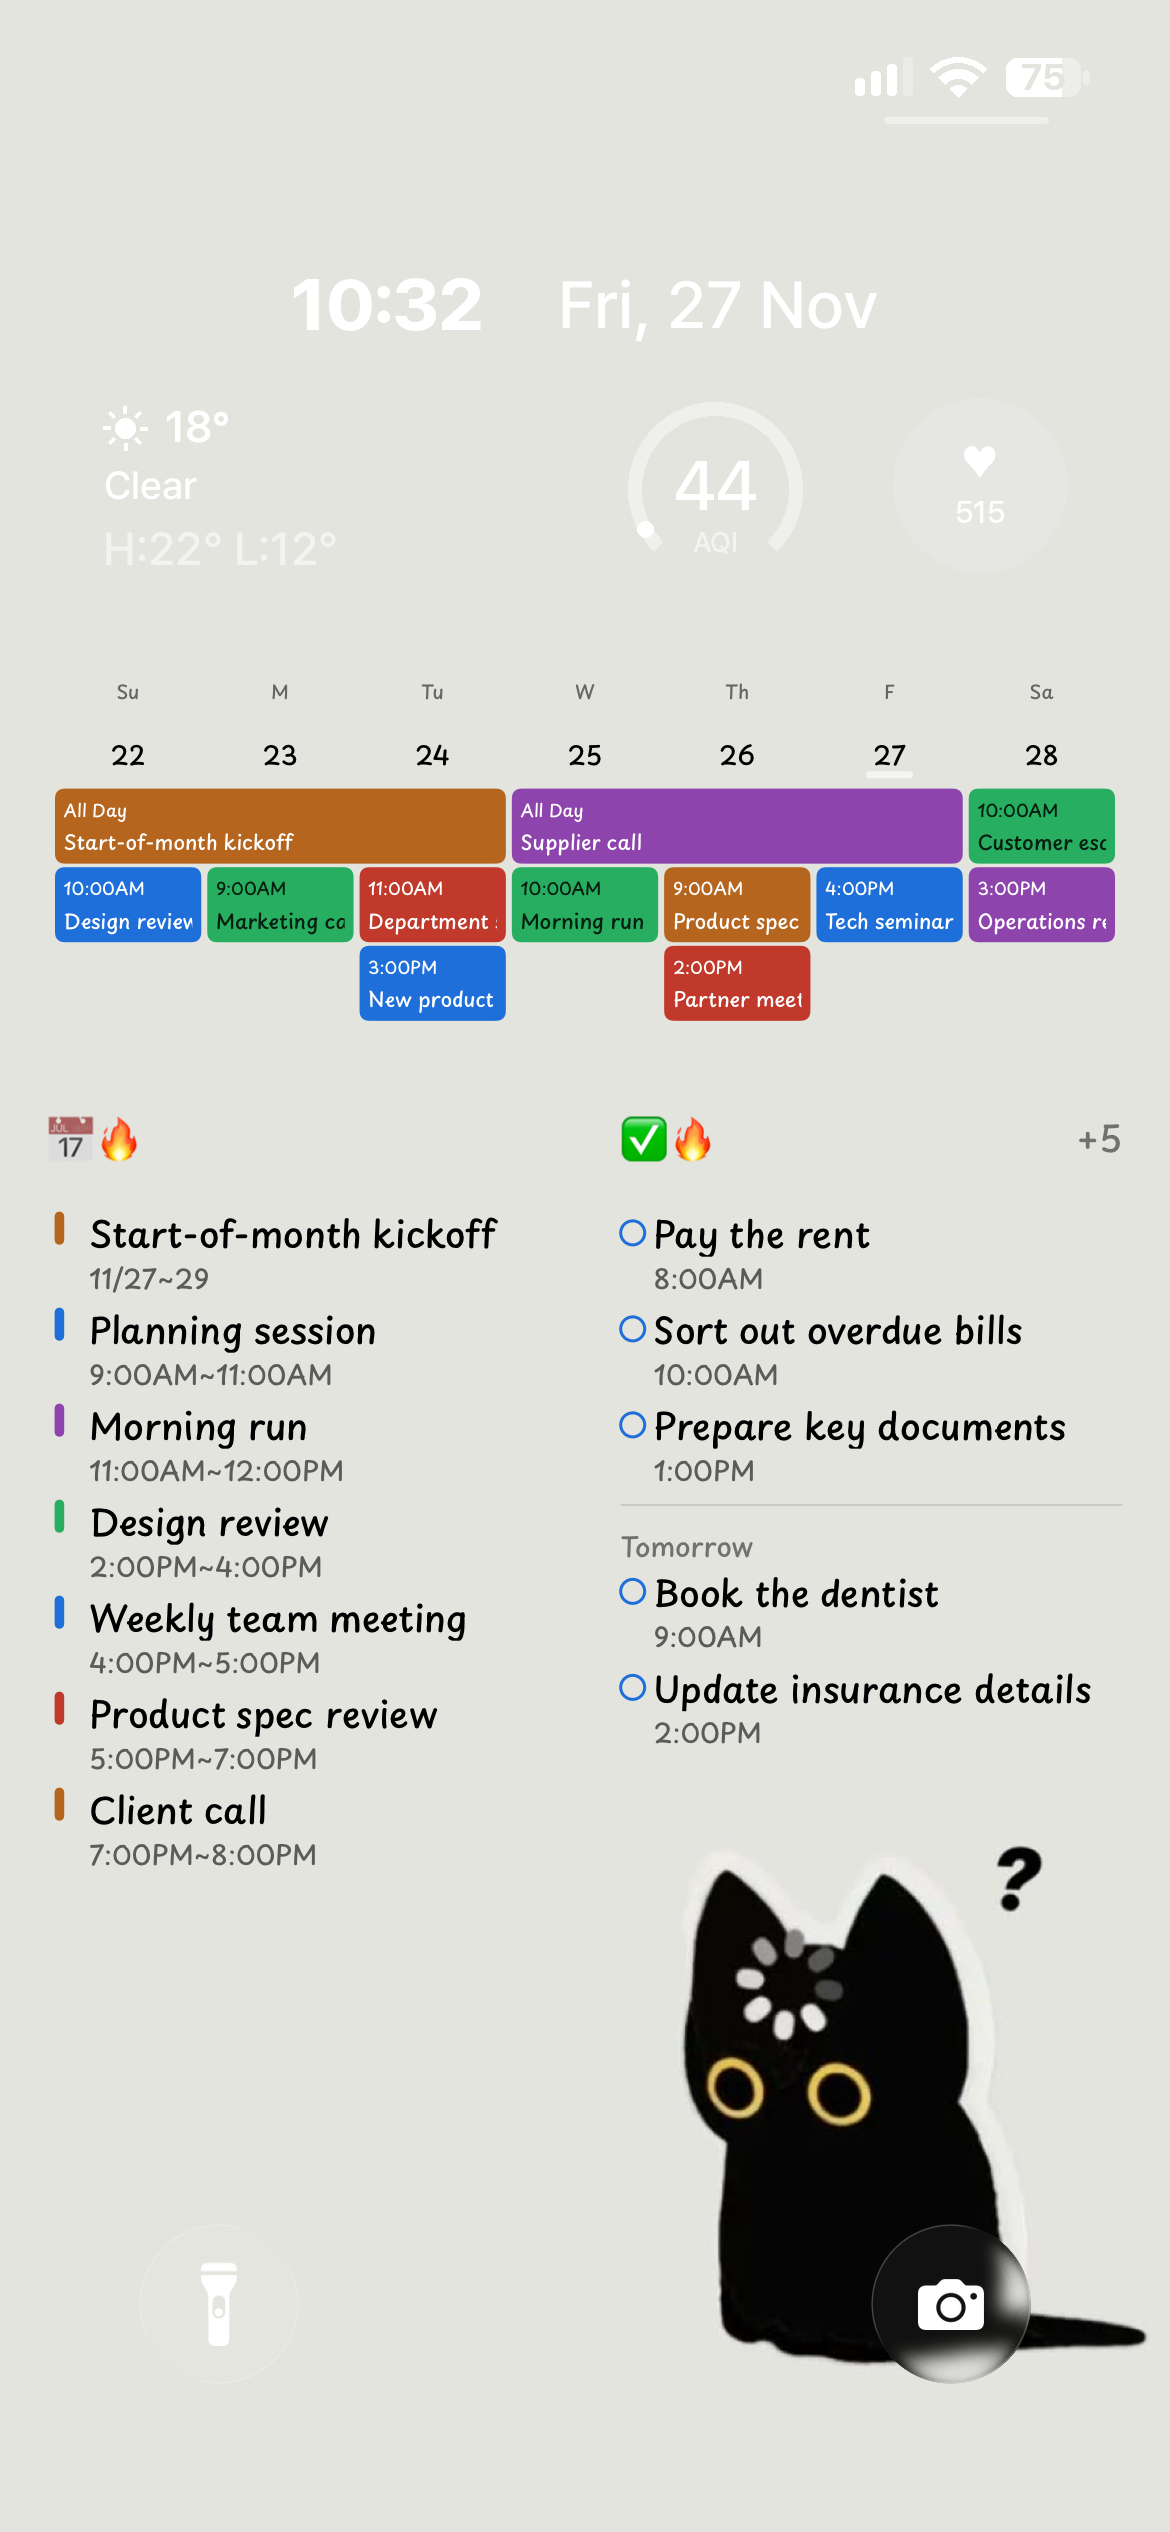 75
10:32 Fri, 27 Nov
18°
Clear
H:22° L:12°
44
AQI
515
Su M Tu W Th F Sa
22 23 24 25 26 27 28
All Day
Start-of-month kickoff
All Day
Supplier call
10:00AM
Customer esc
10:00AM
Design review
9:00AM
Marketing ca
11:00AM
Department
10:00AM
Morning run
9:00AM
Product spec
4:00PM
Tech seminar
3:00PM
Operations re
3:00PM
New product
2:00PM
Partner meet
JUL
17
Start-of-month kickoff
11/27~29
Planning session
9:00AM~11:00AM
Morning run
11:00AM~12:00PM
Design review
2:00PM~4:00PM
Weekly team meeting
4:00PM~5:00PM
Product spec review
5:00PM~7:00PM
Client call
7:00PM~8:00PM
+5
Pay the rent
8:00AM
Sort out overdue bills
10:00AM
Prepare key documents
1:00PM
Tomorrow
Book the dentist
9:00AM
Update insurance details
2:00PM
?